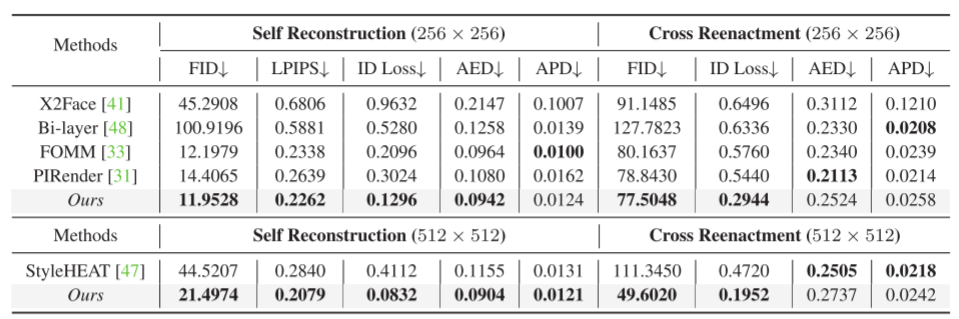 Methods Self Reconstruction (256 × 256) Cross Reenactment (256 × 256)
FID↓ LPIPS↓ ID Loss↓ AED↓ APD↓ FID↓ ID Loss↓ AED↓ APD↓
X2Face [41] 45.2908 0.6806 0.9632 0.2147 0.1007 91.1485 0.6496 0.3112 0.1210
Bi-layer [48] 100.9196 0.5881 0.5280 0.1258 0.0139 127.7823 0.6336 0.2330 0.0208
FOMM [33] 12.1979 0.2338 0.2096 0.0964 0.0100 80.1637 0.5760 0.2340 0.0239
PIRender [31] 14.4065 0.2639 0.3024 0.1080 0.0162 78.8430 0.5440 0.2113 0.0214
Ours 11.9528 0.2262 0.1296 0.0942 0.0124 77.5048 0.2944 0.2524 0.0258
Methods Self Reconstruction (512 × 512) Cross Reenactment (512 × 512)
StyleHEAT [47] 44.5207 0.2840 0.4112 0.1155 0.0131 111.3450 0.4720 0.2505 0.0218
Ours 21.4974 0.2079 0.0832 0.0904 0.0121 49.6020 0.1952 0.2737 0.0242